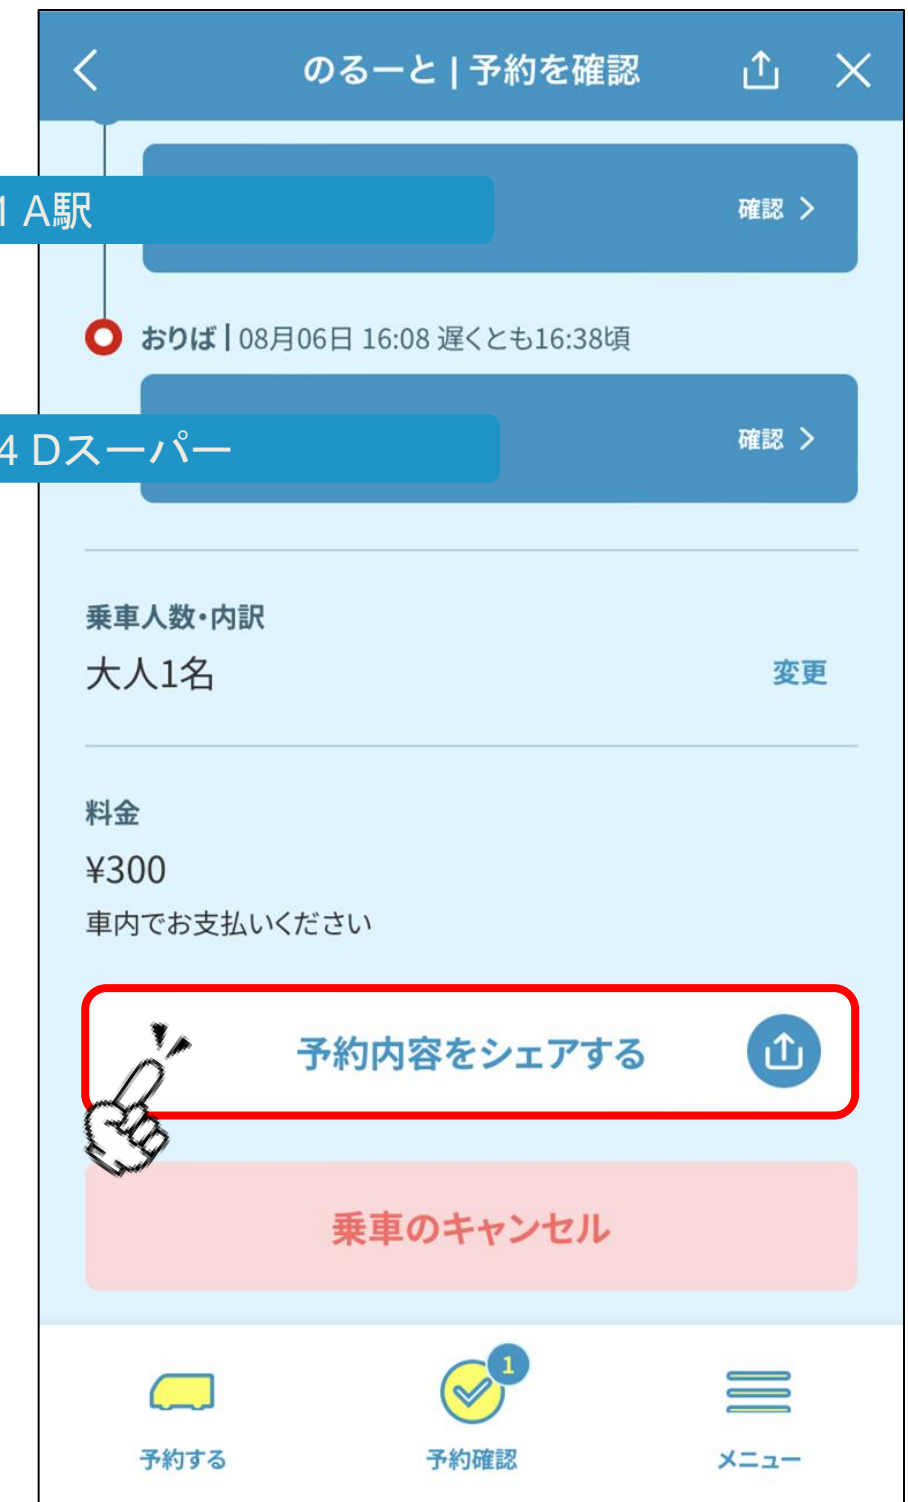 のるーと | 予約を確認
1 A駅
確認
おりば | 08月06日 16:08 遅くとも16:38頃
4 Dスーパー
確認
乗車人数・内訳
大人1名
変更
料金
¥300
車内でお支払いください
予約内容をシェアする
乗車のキャンセル
1
予約する
予約確認
メニュー